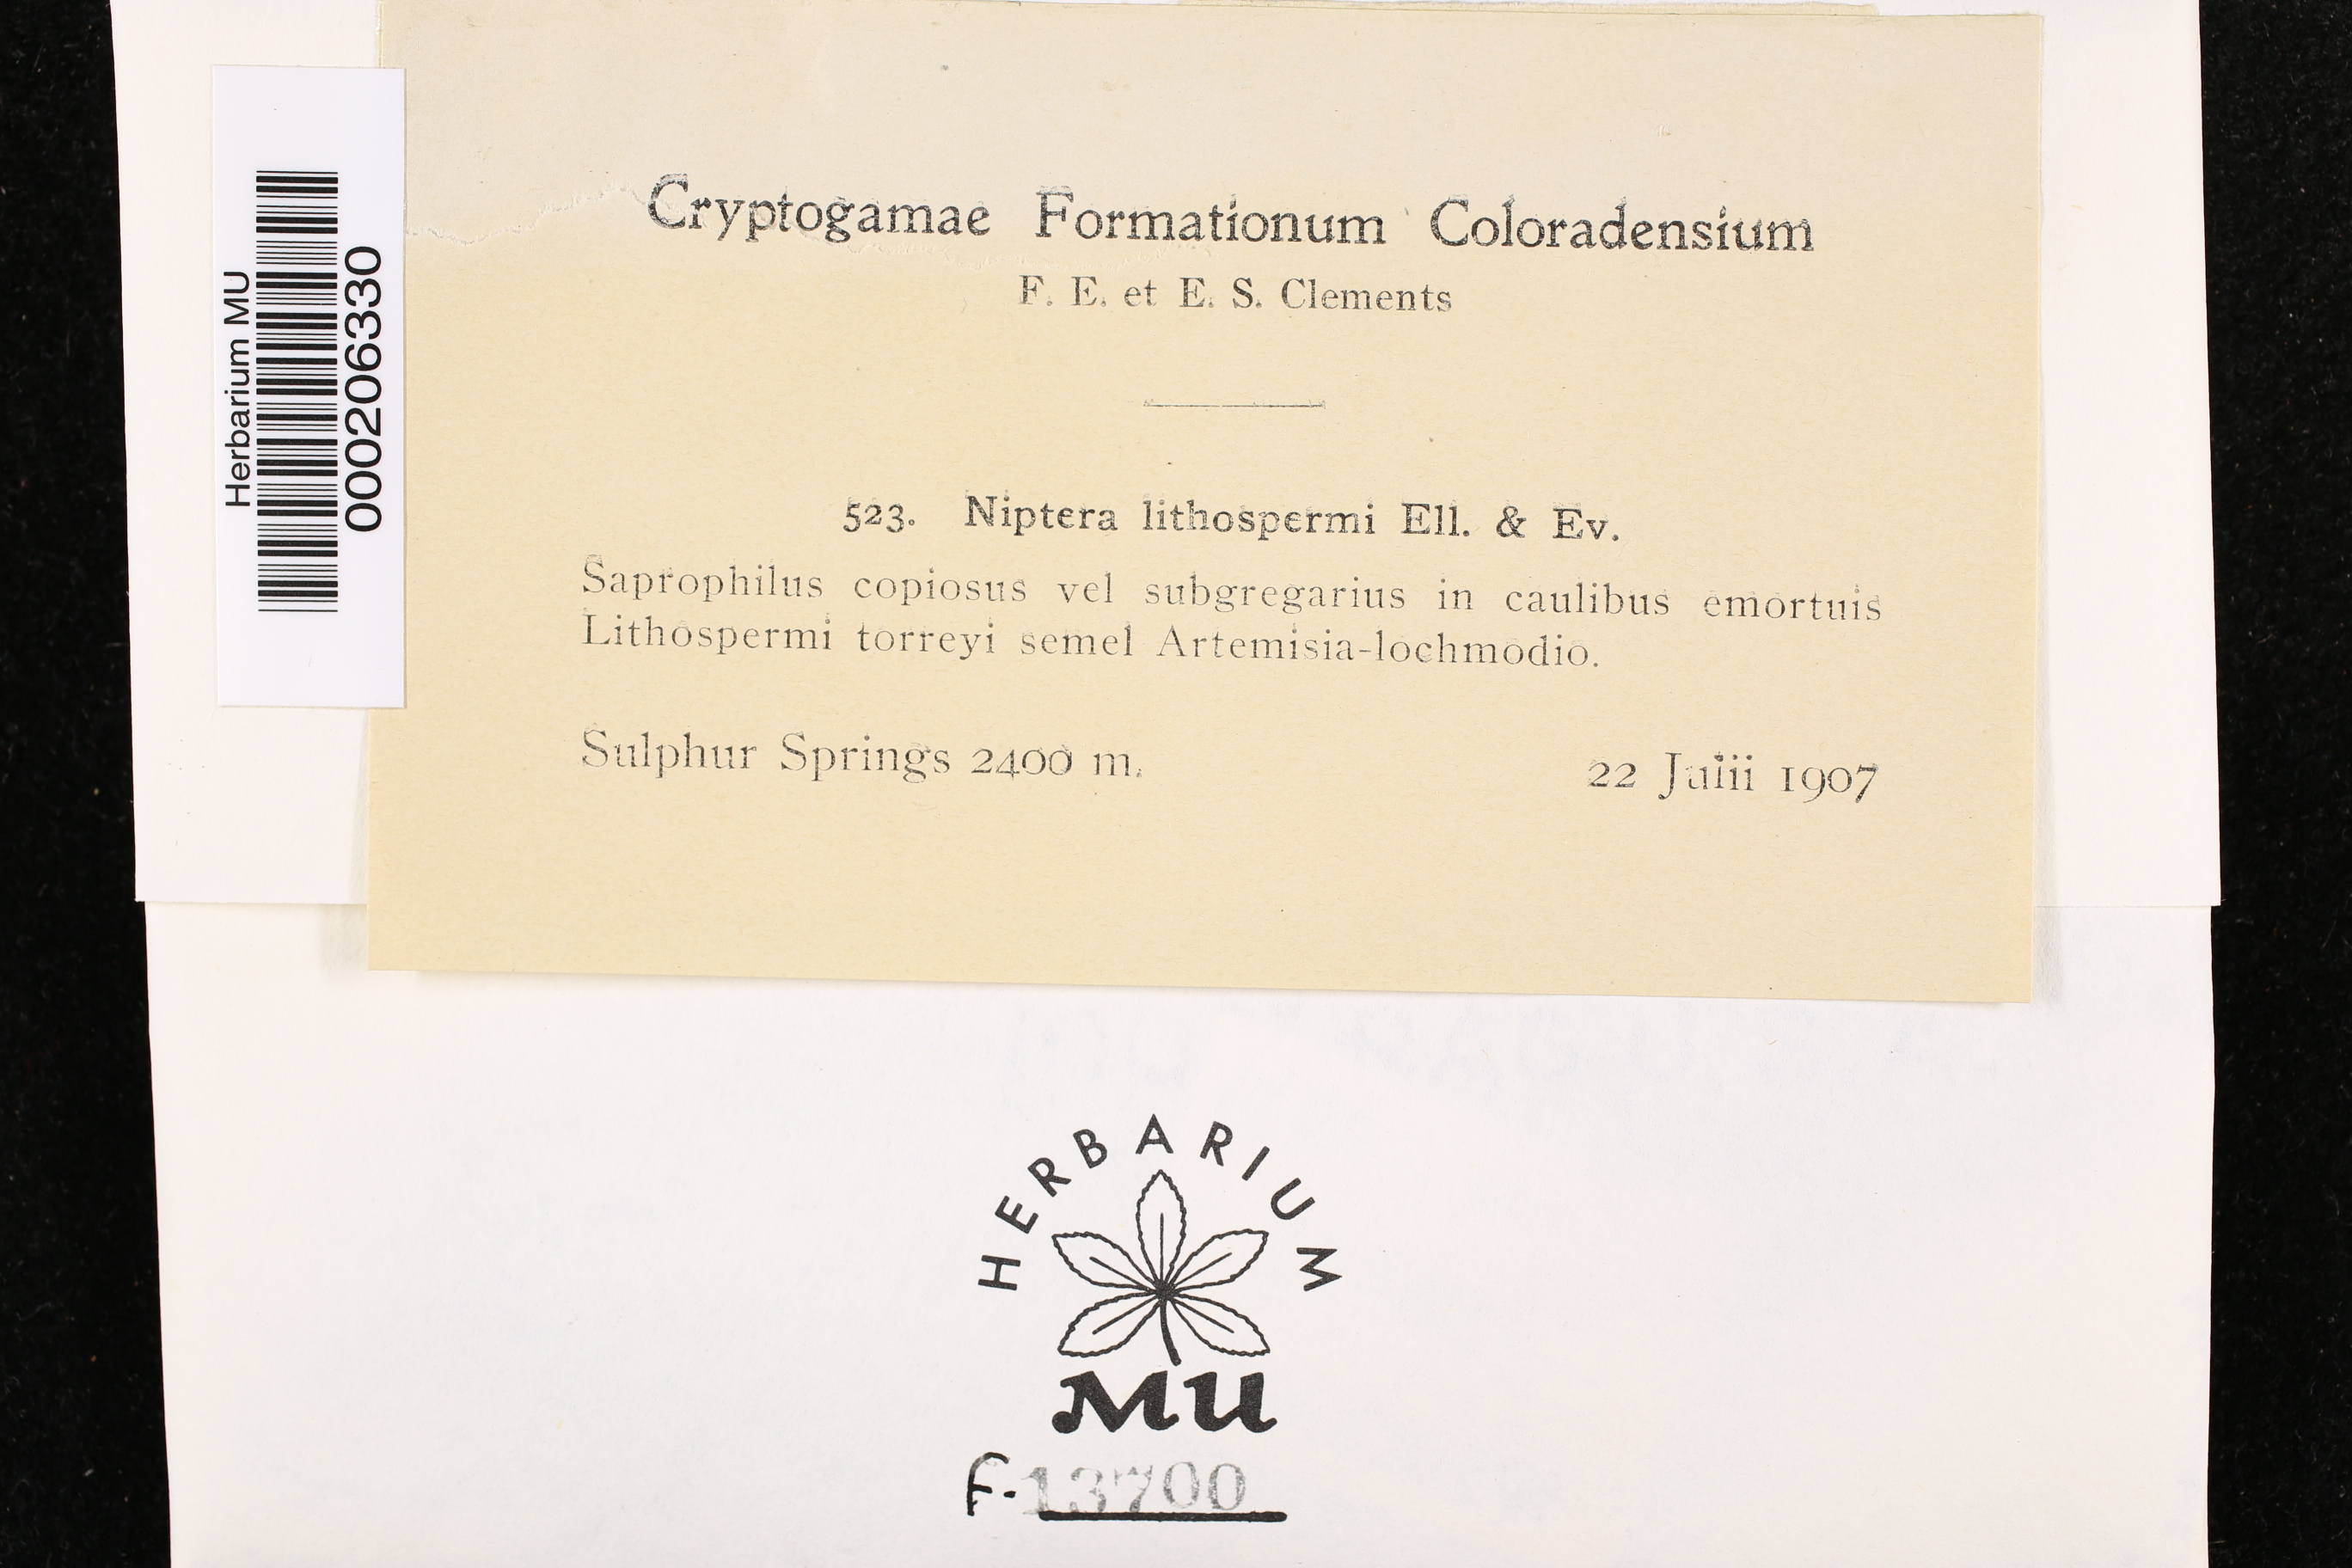 Cryptogamae Formationum Coloradensium
F. E. et E. S. Clements
523. Niptera lithospermi Ell. & Ev.
Saprophilus copiosus vel subgregarius in caulibus emortuis
Lithospermi torreyi semel Artemisia-lochmodio.
Sulphur Springs 2400 m.
22 Julii 1907
Herbarium MU
000206330
HERBARIUM
MU
F-13700